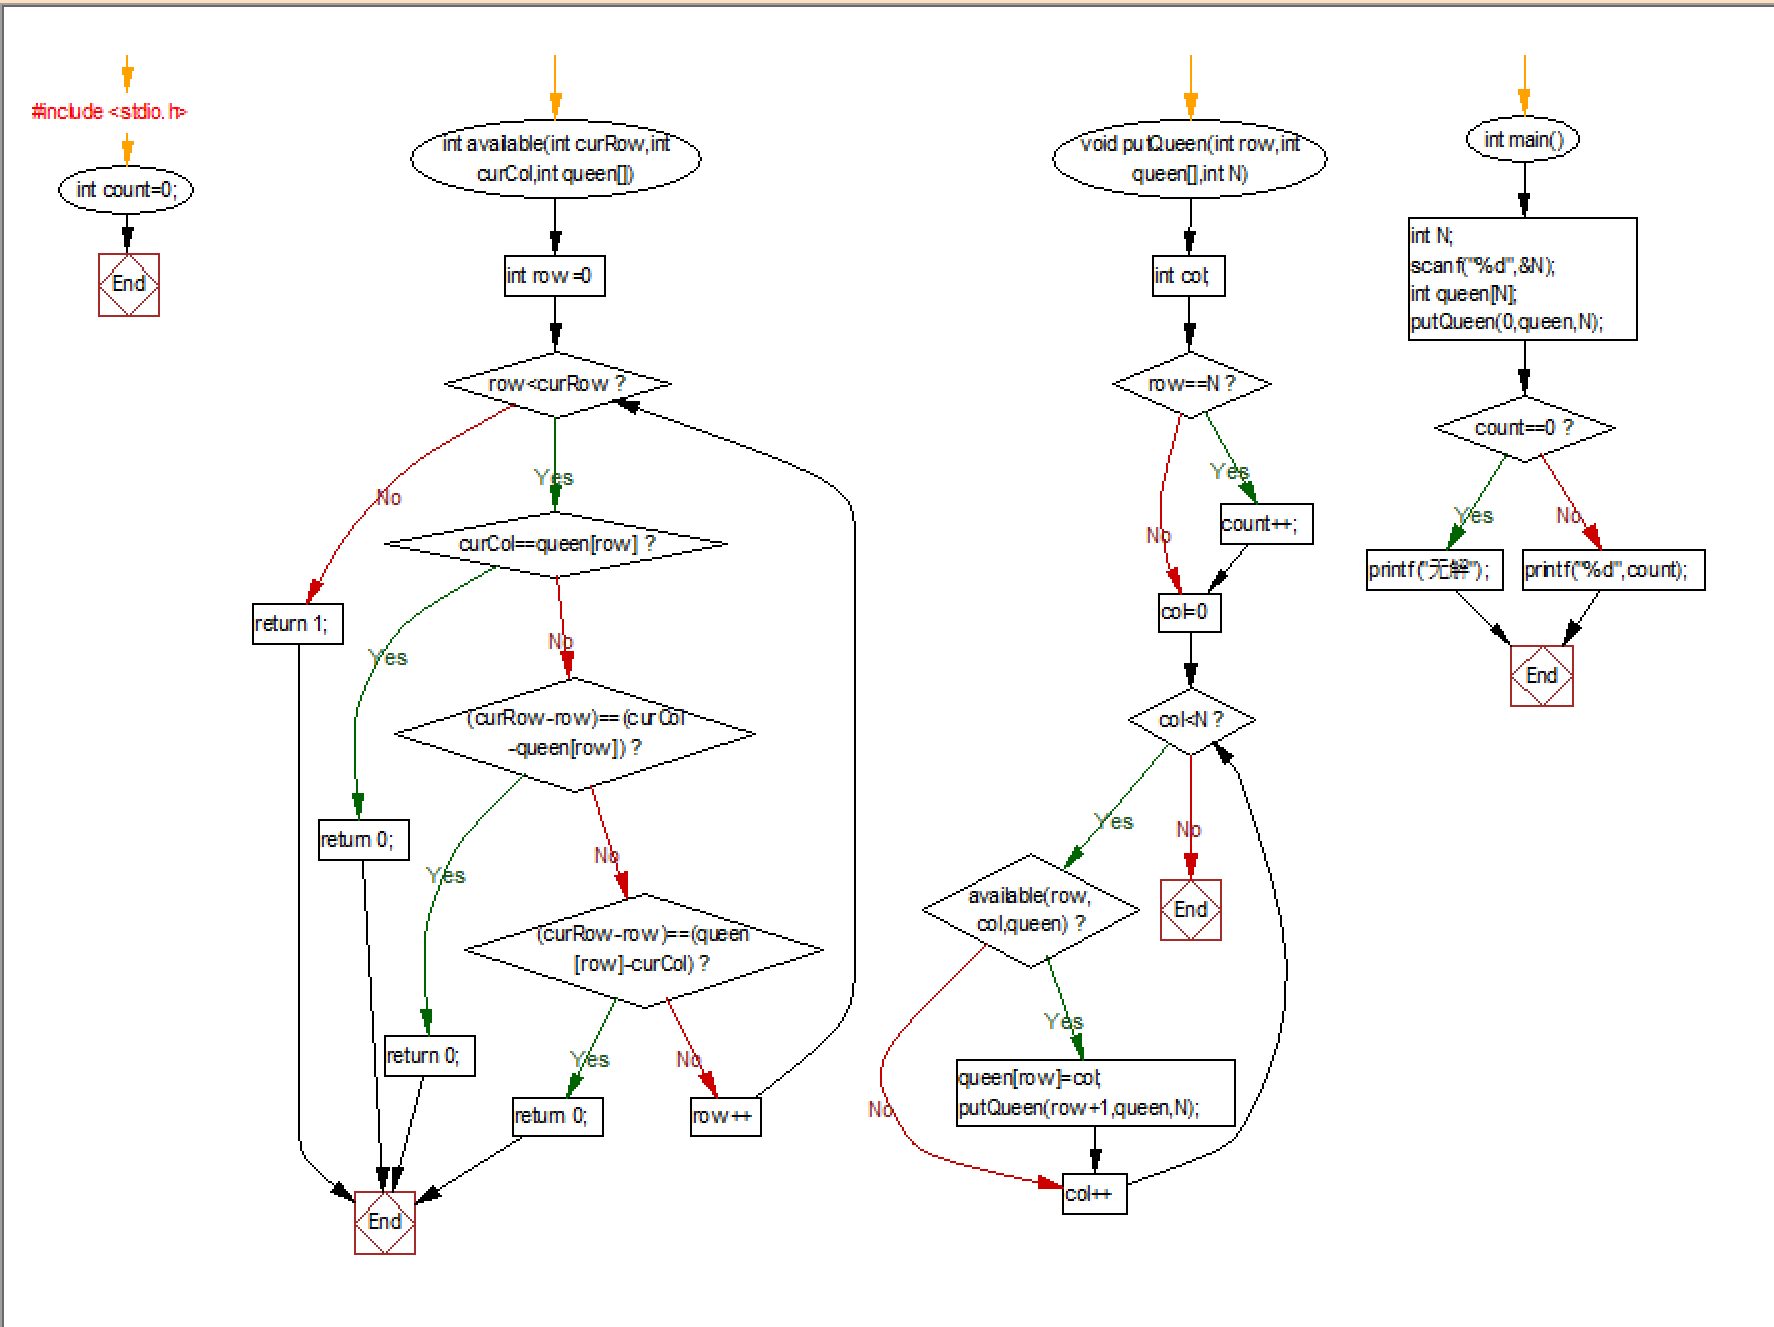 #include <stdio.h>
int count=0;
End
int available(int curRow,int
curCol,int queen[])
int row =0
row<curRow ?
No
Yes
curCol==queen[row] ?
return 1;
Yes
No
(curRow-row)==(curCol
-queen[row]) ?
return 0;
Yes
No
(curRow-row)==(queen
[row]-curCol) ?
return 0;
Yes
No
return 0;
row++
End
void putQueen(int row,int
queen[],int N)
int col;
row==N ?
Yes
No
count++;
col=0
col<N ?
Yes
No
available(row,
col,queen) ?
End
Yes
No
queen[row]=col;
putQueen(row+1,queen,N);
col++
int main()
int N;
scanf("%d",&N);
int queen[N];
putQueen(0,queen,N);
count==0 ?
Yes
No
printf("无解");
printf("%d",count);
End